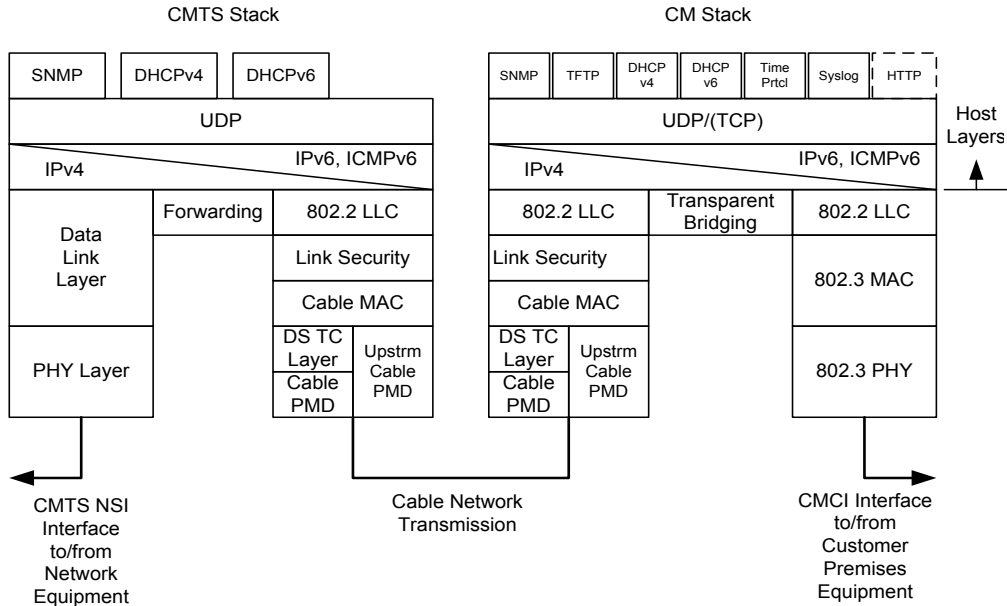 CMTS Stack
CM Stack
SNMP
DHCPv4
DHCPv6
SNMP
TFTP
DHCP
v4
DHCP
v6
Time
Prtcl
Syslog
HTTP
UDP
UDP/(TCP)
Host
Layers
IPv4
IPv6, ICMPv6
IPv4
IPv6, ICMPv6
Data
Link
Layer
Forwarding
802.2 LLC
802.2 LLC
Transparent
Bridging
802.2 LLC
Link Security
Link Security
802.3 MAC
Cable MAC
Cable MAC
PHY Layer
DS TC
Layer
Cable
PMD
Upstrm
Cable
PMD
DS TC
Layer
Cable
PMD
Upstrm
Cable
PMD
802.3 PHY
CMTS NSI
Interface
to/from
Network
Equipment
Cable Network
Transmission
CMCI Interface
to/from
Customer
Premises
Equipment